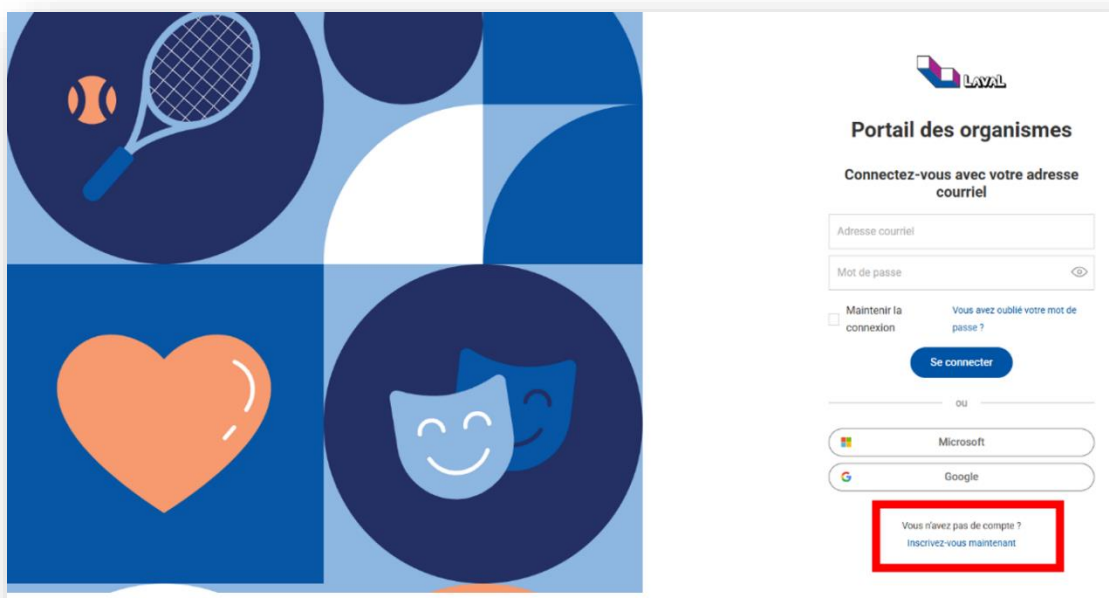 LAVAL
Portail des organismes
Connectez-vous avec votre adresse
courriel
Adresse courriel
Mot de passe
Maintenir la
connexion
Vous avez oublié votre mot de
passe ?
Se connecter
ou
Microsoft
Google
Vous n'avez pas de compte ?
Inscrivez-vous maintenant